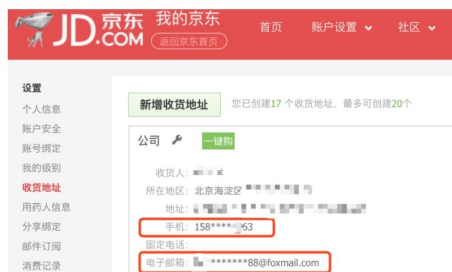 JD.COM 京东 我的京东
返回京东首页
首页 账户设置 社区
设置
个人信息
账户安全
账号绑定
我的级别
收货地址
用药人信息
分享绑定
邮件订阅
消费记录
新增收货地址 您已创建17 个收货地址，最多可创建20个
公司 一键购
收货人：
所在地区：北京海淀区
地址：
手机：158****63
固定电话：
电子邮箱：*******88@foxmail.com